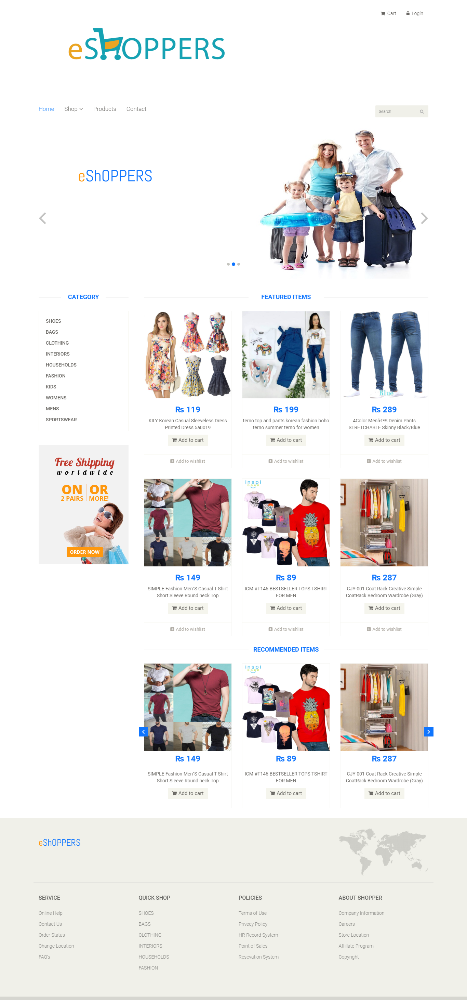 Cart
Login
eSHOPPERS
Home
Shop
Products
Contact
Search
eShOPPERS
CATEGORY
SHOES
BAGS
CLOTHING
INTERIORS
HOUSEHOLDS
FASHION
KIDS
WOMENS
MENS
SPORTSWEAR
Free Shipping
worldwide
ON OR
2 PAIRS MORE!
ORDER NOW
FEATURED ITEMS
₨ 119
KILY Korean Casual Sleeveless Dress
Printed Dress 5a0019
Add to cart
Add to wishlist
₨ 199
terno top and pants korean fashion boho
terno summer terno for women
Add to cart
Add to wishlist
Blue
₨ 289
4Color Menâ€²S Denim Pants
STRETCHABLE Skinny Black/Blue
Add to cart
Add to wishlist
₨ 149
SIMPLE Fashion Men`S Casual T Shirt
Short Sleeve Round neck Top
Add to cart
Add to wishlist
inspi
₨ 89
ICM #T146 BESTSELLER TOPS TSHIRT
FOR MEN
Add to cart
Add to wishlist
₨ 287
CJY-001 Coat Rack Creative Simple
CoatRack Bedroom Wardrobe (Gray)
Add to cart
Add to wishlist
RECOMMENDED ITEMS
₨ 149
SIMPLE Fashion Men`S Casual T Shirt
Short Sleeve Round neck Top
Add to cart
inspi
₨ 89
ICM #T146 BESTSELLER TOPS TSHIRT
FOR MEN
Add to cart
₨ 287
CJY-001 Coat Rack Creative Simple
CoatRack Bedroom Wardrobe (Gray)
Add to cart
eShOPPERS
SERVICE
Online Help
Contact Us
Order Status
Change Location
FAQ's
QUICK SHOP
SHOES
BAGS
CLOTHING
INTERIORS
HOUSEHOLDS
FASHION
POLICIES
Terms of Use
Privecy Policy
HR Record System
Point of Sales
Resevation System
ABOUT SHOPPER
Company Information
Careers
Store Location
Affillate Program
Copyright